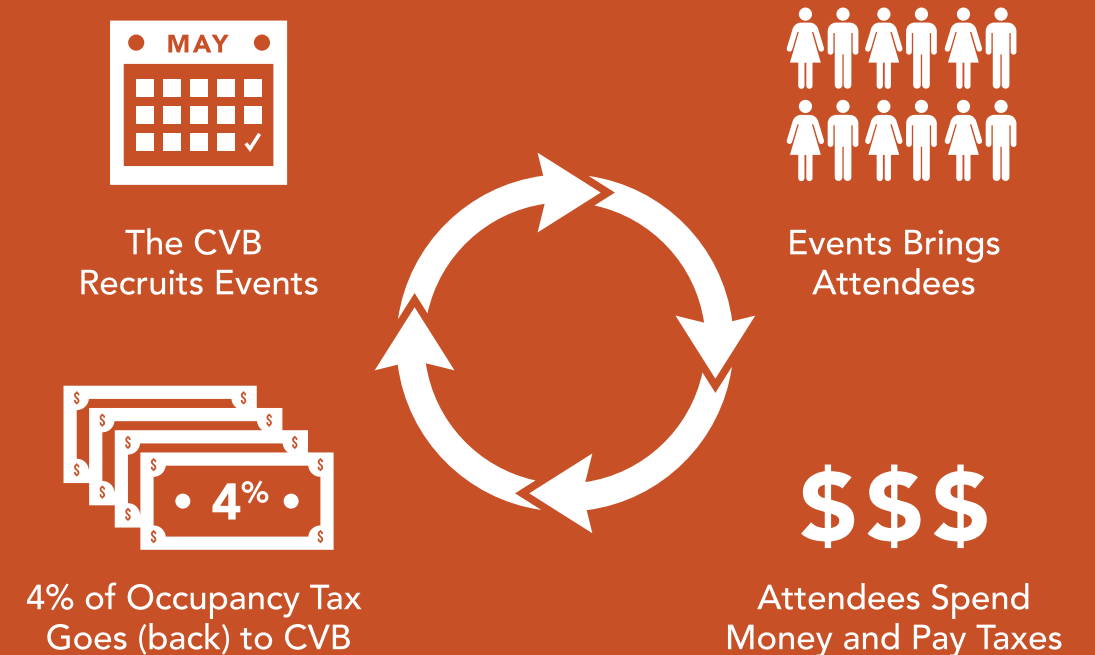 MAY
The CVB
Recruits Events
Events Brings
Attendees
$ $
$ $
$ $
$ $
$ $
$ $
$ 4% $
$ $
4% of Occupancy Tax
Goes (back) to CVB
$$$
Attendees Spend
Money and Pay Taxes